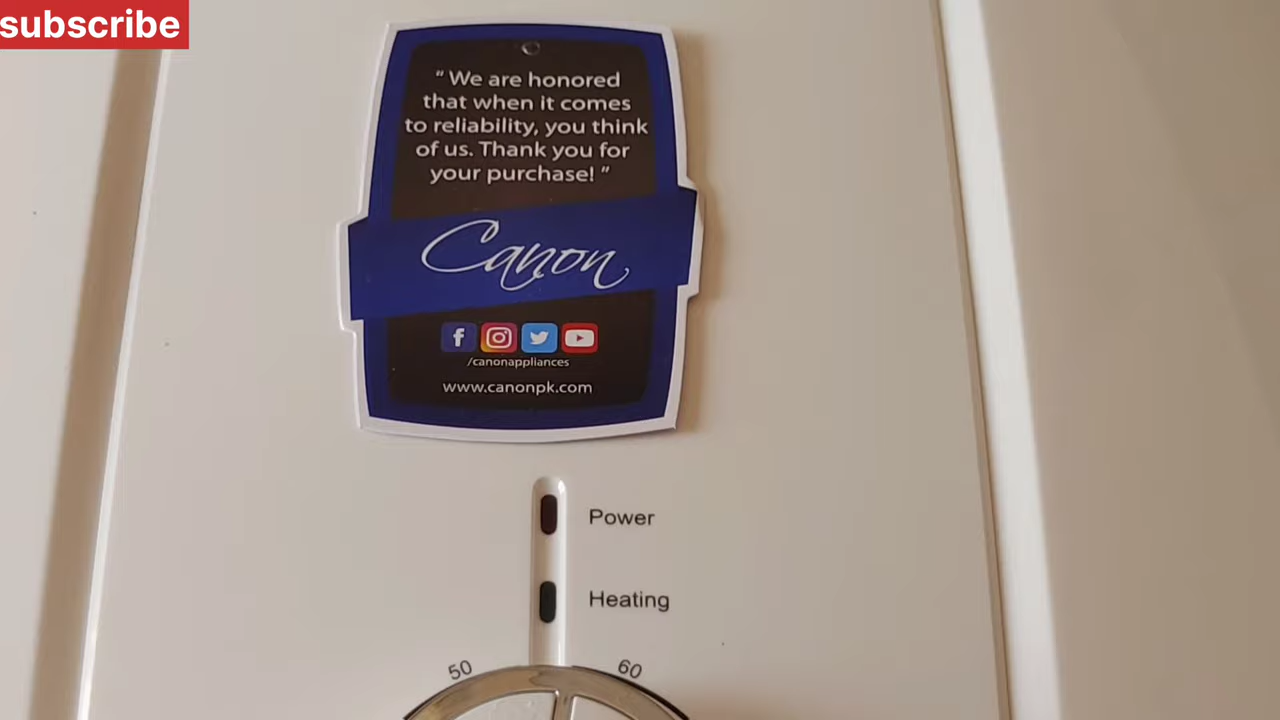 subscribe
“ We are honored
that when it comes
to reliability, you think
of us. Thank you for
your purchase! ”
Canon
/canonappliances
www.canonpk.com
Power
Heating
50 60